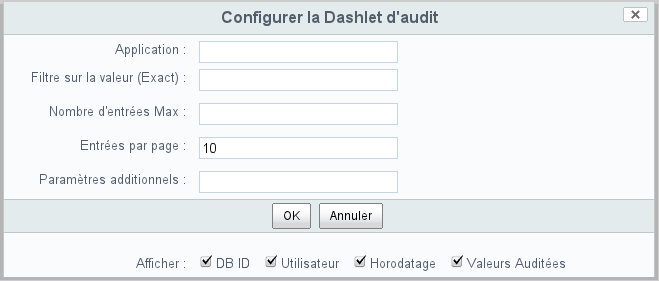 Configurer la Dashlet d'audit
Application :
Filtre sur la valeur (Exact) :
Nombre d'entrées Max :
Entrées par page : 10
Paramètres additionnels :
OK Annuler
Afficher : DB ID Utilisateur Horodatage Valeurs Auditées